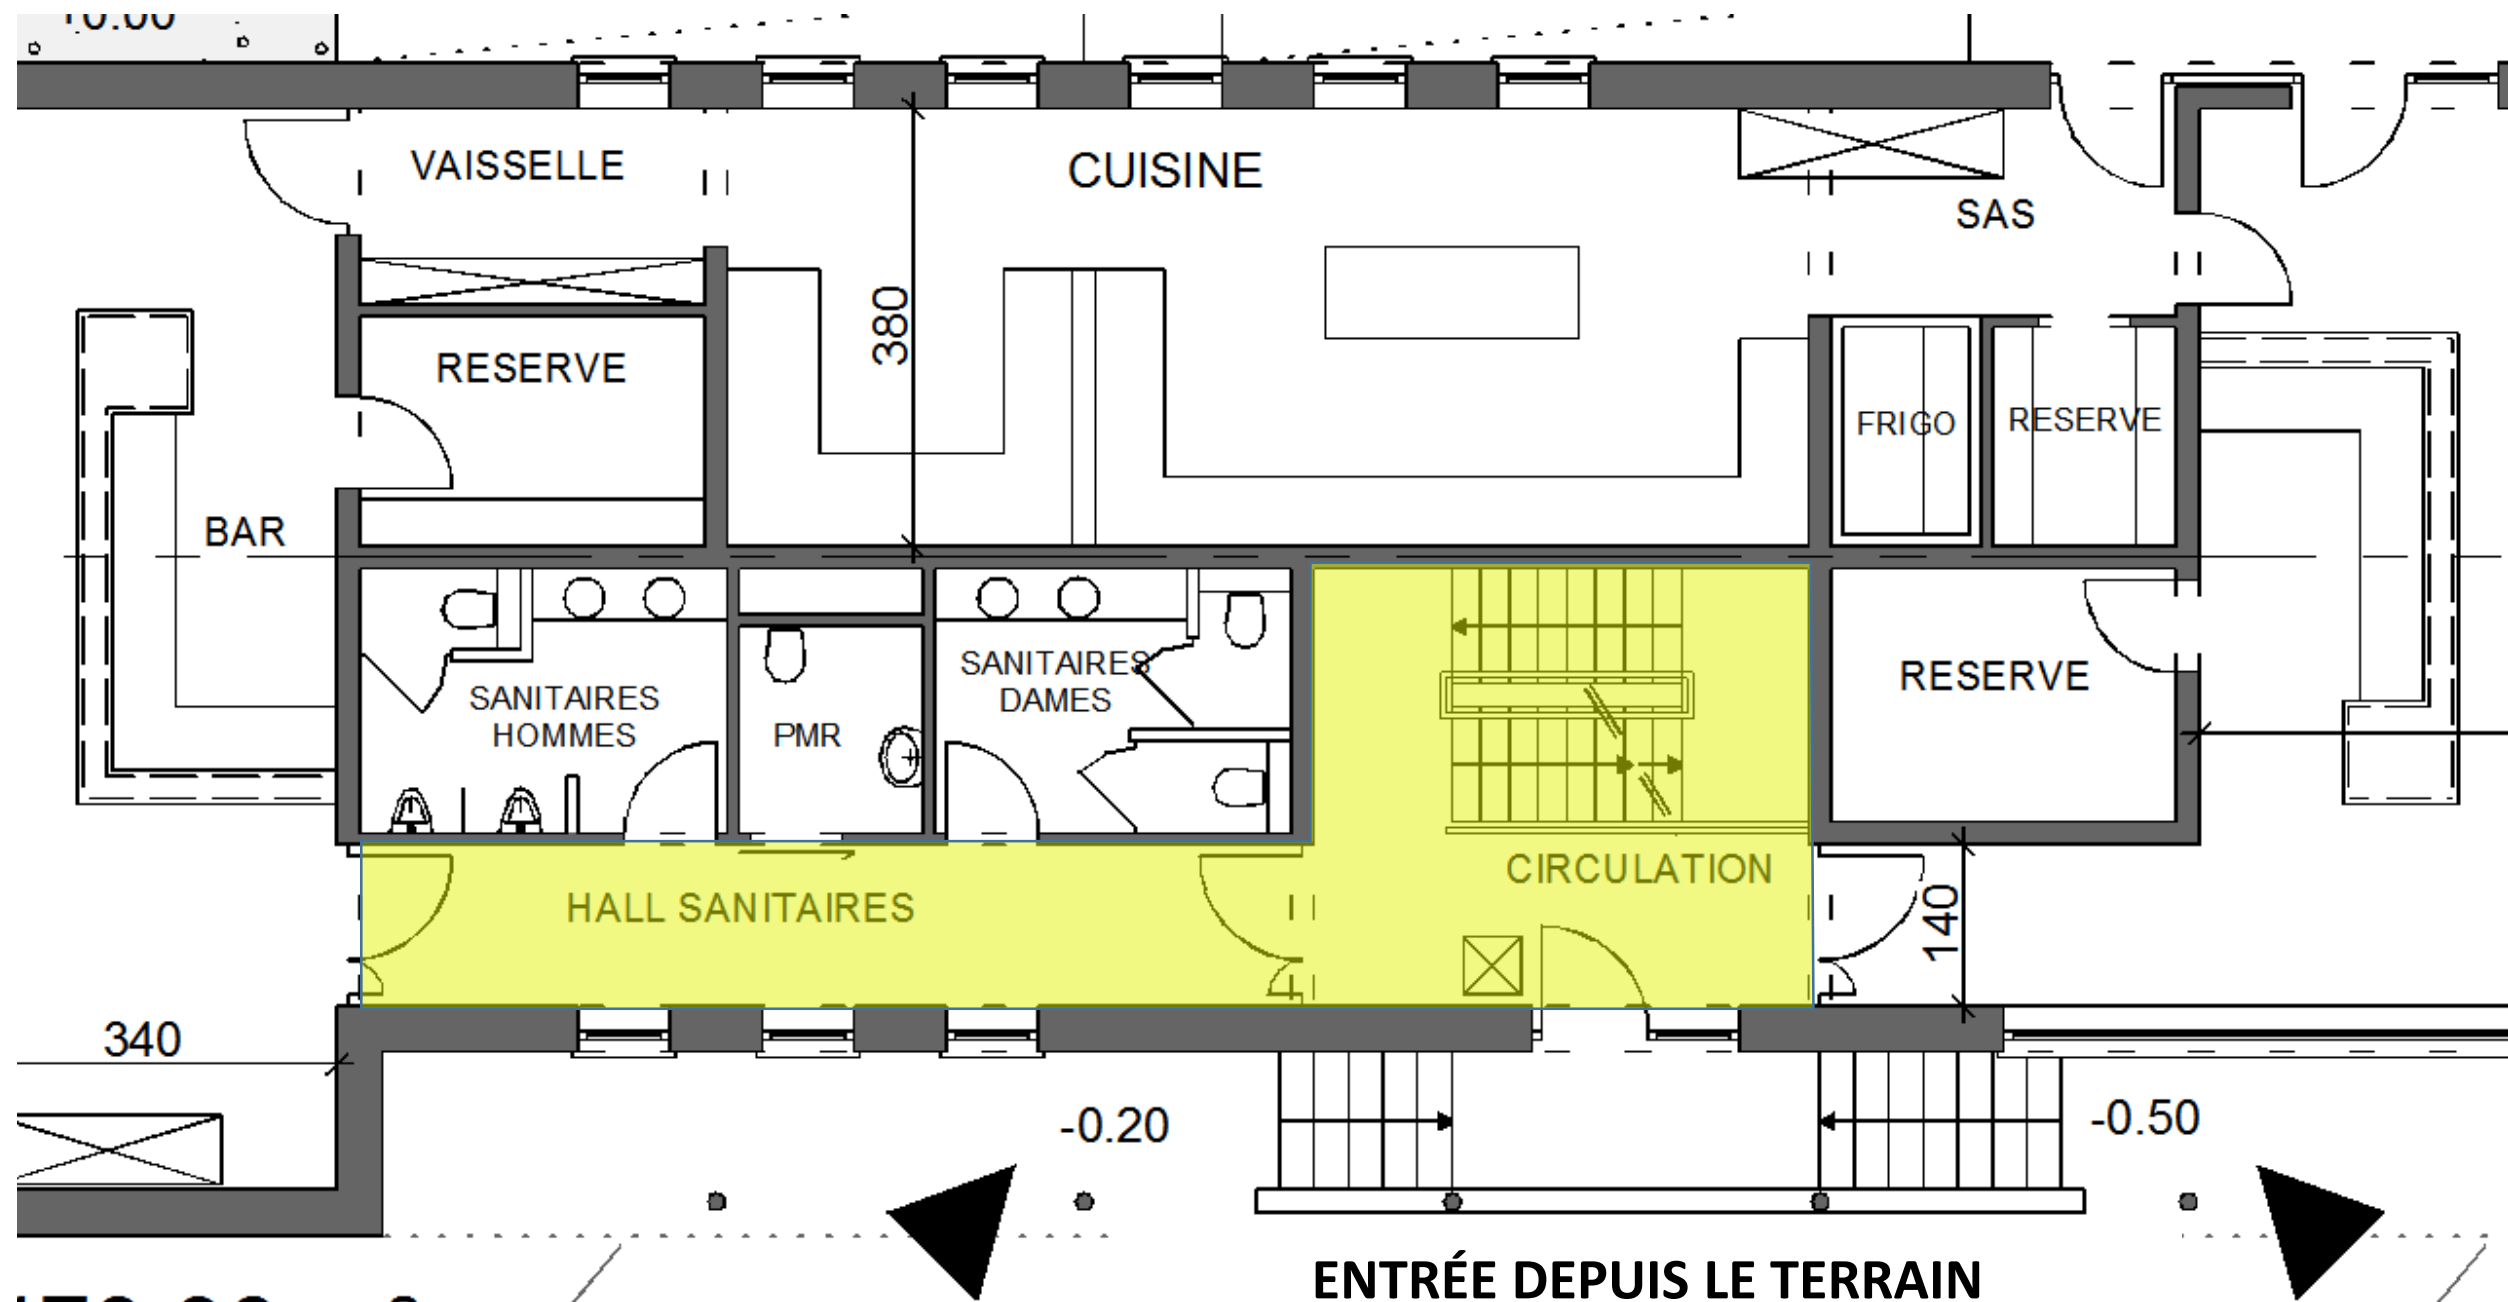 VAISSELLE
CUISINE
SAS
380
RESERVE
FRIGO
RESERVE
BAR
SANITAIRES
HOMMES
PMR
SANITAIRES
DAMES
RESERVE
CIRCULATION
HALL SANITAIRES
140
340
-0.20
-0.50
ENTRÉE DEPUIS LE TERRAIN